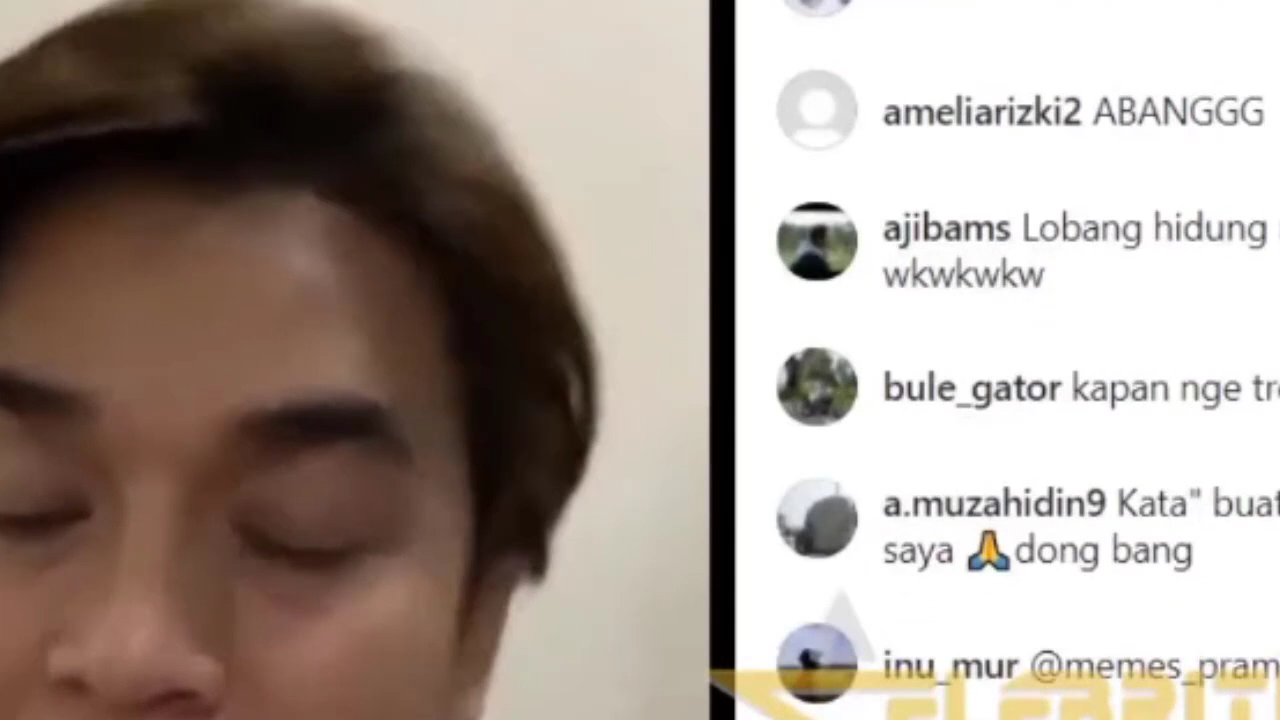 ameliarizki2 ABANGGG
ajibams Lobang hidung
wkwkwkw
bule_gator kapan nge
a.muzahidin9 Kata" buat
saya 🙏dong bang
inu_mur @memes_pram